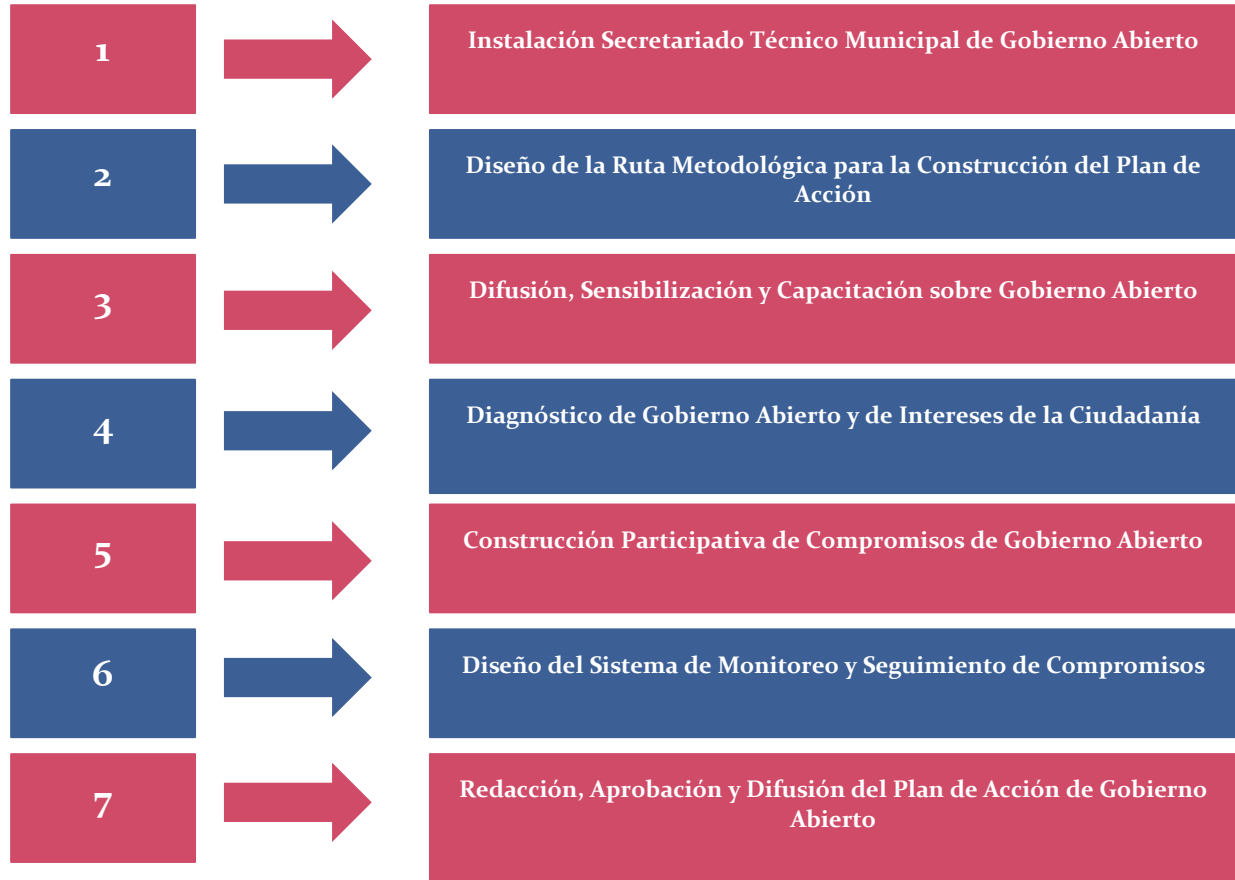 1
Instalación Secretariado Técnico Municipal de Gobierno Abierto
2
Diseño de la Ruta Metodológica para la Construcción del Plan de
Acción
3
Difusión, Sensibilización y Capacitación sobre Gobierno Abierto
4
Diagnóstico de Gobierno Abierto y de Intereses de la Ciudadanía
5
Construcción Participativa de Compromisos de Gobierno Abierto
6
Diseño del Sistema de Monitoreo y Seguimiento de Compromisos
7
Redacción, Aprobación y Difusión del Plan de Acción de Gobierno
Abierto